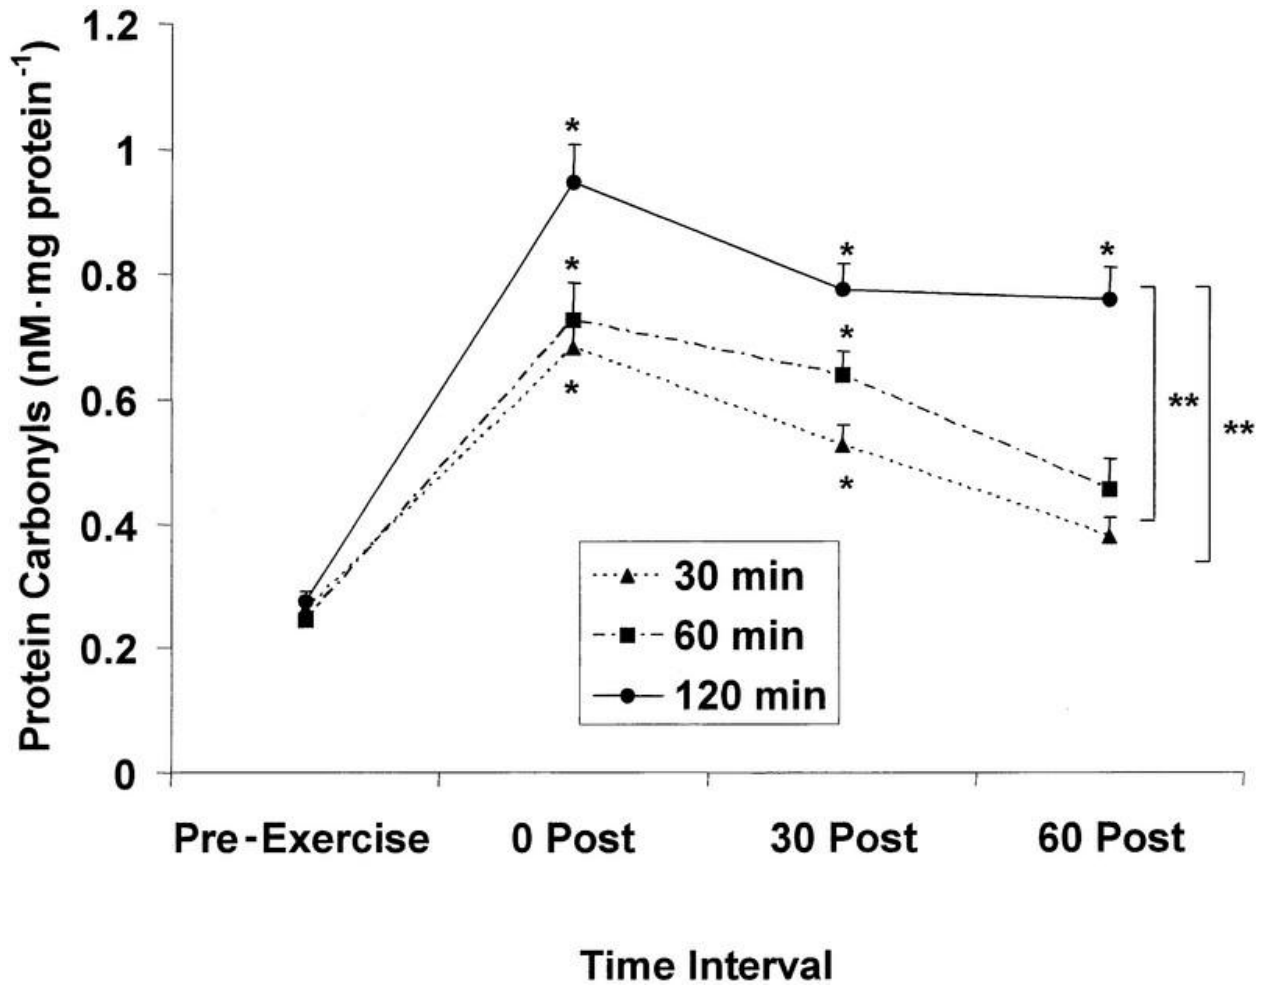 Protein Carbonyls (nM·mg protein⁻¹)
1.2
1
0.8
0.6
0.4
0.2
0
*
*
*
*
*
*
*
**
**
30 min
60 min
120 min
Pre-Exercise 0 Post 30 Post 60 Post
Time Interval